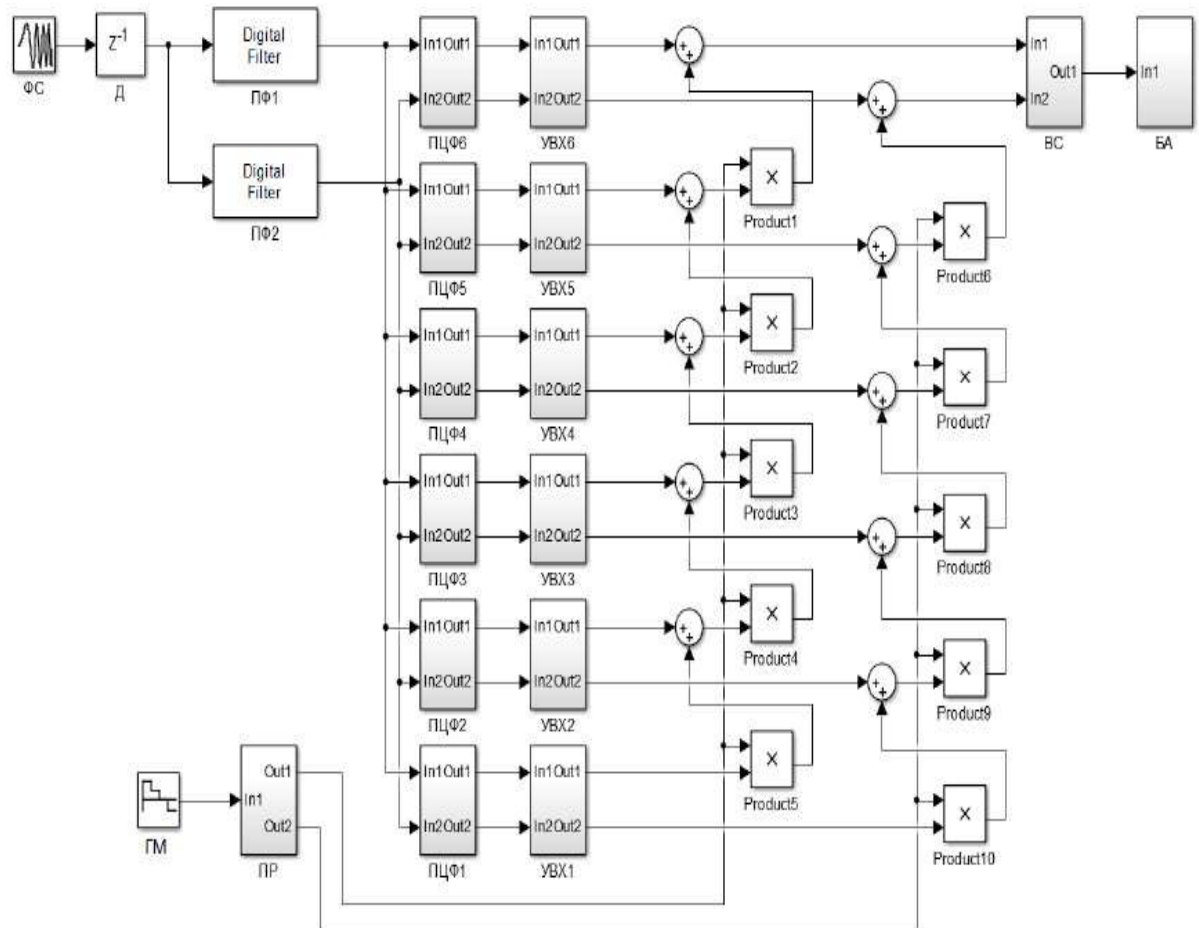 ФС
Z-1
Д
Digital
Filter
ПФ1
Digital
Filter
ПФ2
In1 Out1
In2 Out2
ПЦФ6
In1 Out1
In2 Out2
УВХ6
+
+
+
+
In1
Out1
In2
ВС
In1
БА
In1 Out1
In2 Out2
ПЦФ5
In1 Out1
In2 Out2
УВХ5
+
+
X
Product1
+
+
X
Product6
In1 Out1
In2 Out2
ПЦФ4
In1 Out1
In2 Out2
УВХ4
+
+
X
Product2
+
+
X
Product7
In1 Out1
In2 Out2
ПЦФ3
In1 Out1
In2 Out2
УВХ3
+
+
X
Product3
+
+
X
Product8
In1 Out1
In2 Out2
ПЦФ2
In1 Out1
In2 Out2
УВХ2
+
+
X
Product4
+
+
X
Product9
ГМ
Out1
In1
Out2
ПР
In1 Out1
In2 Out2
ПЦФ1
In1 Out1
In2 Out2
УВХ1
X
Product5
X
Product10